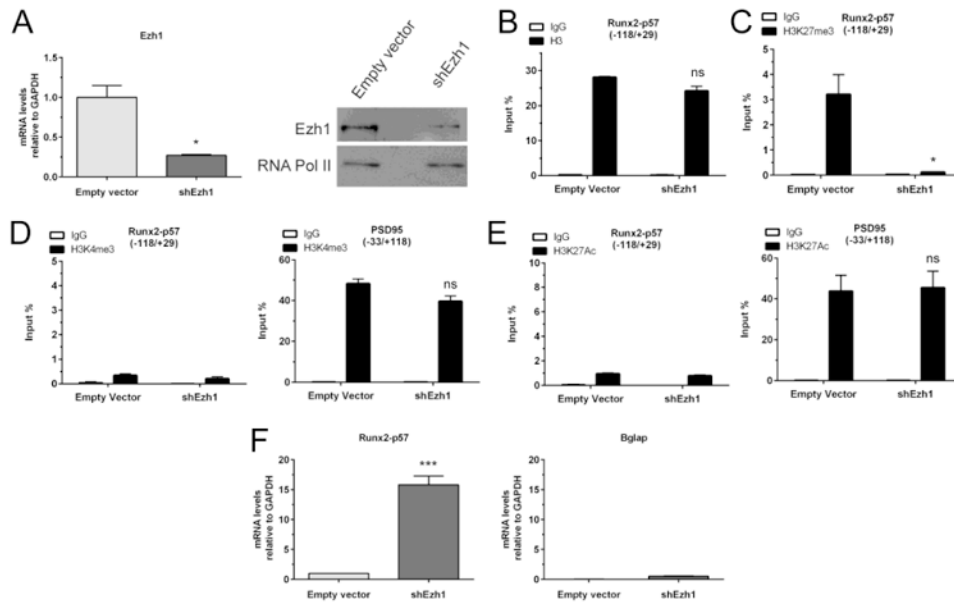 A
Ezh1
mRNA levels
relative to GAPDH
1.5
1.0
0.5
0.0
*
Empty vector
shEzh1
Empty vector
shEzh1
Ezh1
RNA Pol II
B
IgG
H3
Runx2-p57
(-118/+29)
Input %
30
20
10
0
ns
Empty Vector
shEzh1
C
IgG
H3K27me3
Runx2-p57
(-118/+29)
Input %
5
4
3
2
1
0
*
Empty Vector
shEzh1
D
IgG
H3K4me3
Runx2-p57
(-118/+29)
Input %
5
4
3
2
1
0
Empty Vector
shEzh1
IgG
H3K4me3
PSD95
(-33/+118)
Input %
60
40
20
0
ns
Empty Vector
shEzh1
E
IgG
H3K27Ac
Runx2-p57
(-118/+29)
Input %
10
8
6
4
2
0
Empty Vector
shEzh1
IgG
H3K27Ac
PSD95
(-33/+118)
Input %
60
40
20
0
ns
Empty Vector
shEzh1
F
Runx2-p57
mRNA levels
relative to GAPDH
20
15
10
5
0
***
Empty vector
shEzh1
Bglap
mRNA levels
relative to GAPDH
20
15
10
5
0
Empty vector
shEzh1